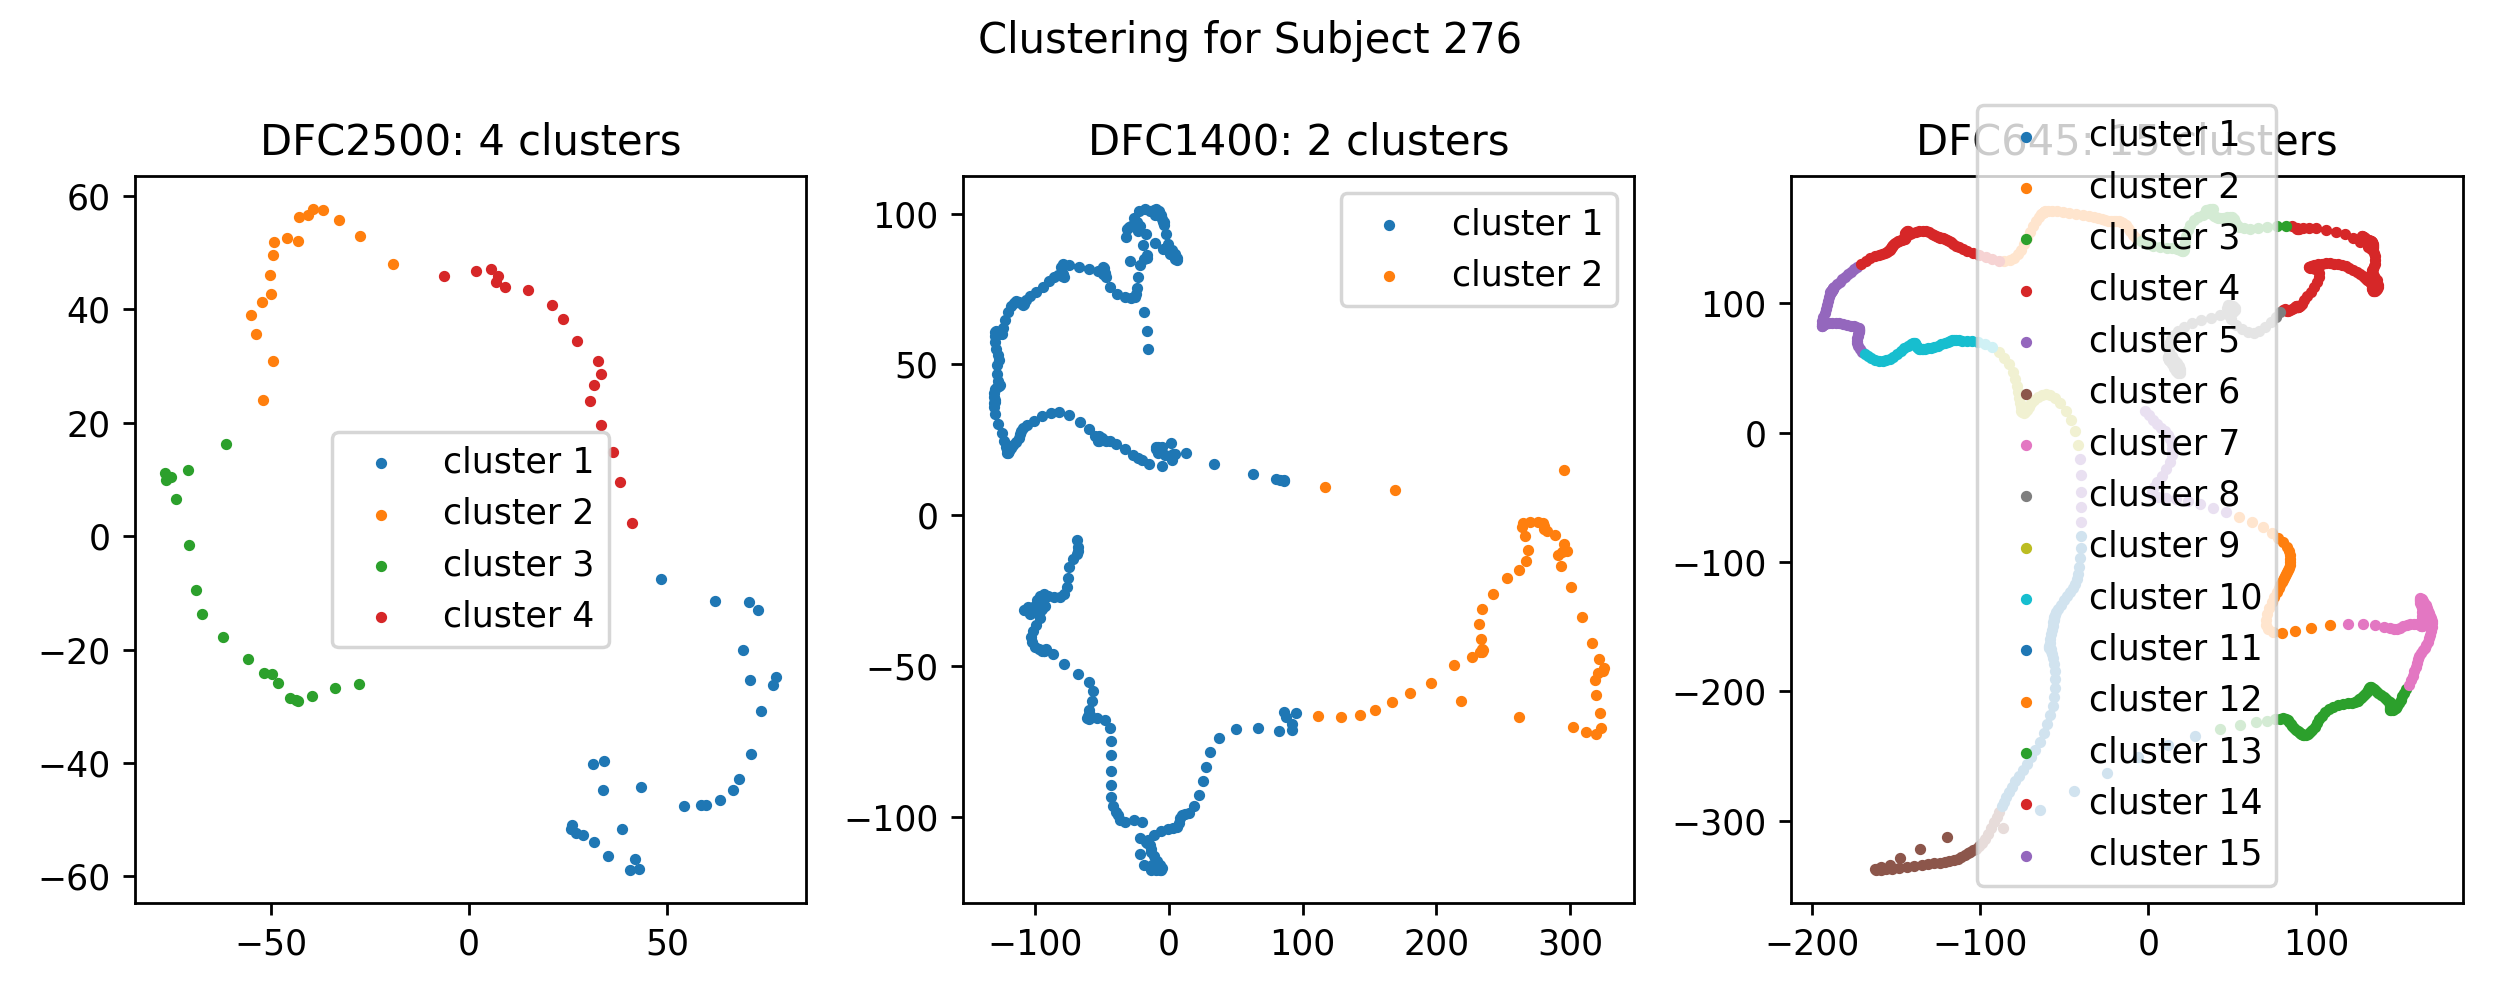 Clustering for Subject 276
DFC2500: 4 clusters
60
40
20
0
−20
−40
−60
−50
0
50
cluster 1
cluster 2
cluster 3
cluster 4
DFC1400: 2 clusters
100
50
0
−50
−100
−100
0
100
200
300
cluster 1
cluster 2
DFC645: 15 clusters
100
0
−100
−200
−300
−200
−100
0
100
cluster 1
cluster 2
cluster 3
cluster 4
cluster 5
cluster 6
cluster 7
cluster 8
cluster 9
cluster 10
cluster 11
cluster 12
cluster 13
cluster 14
cluster 15